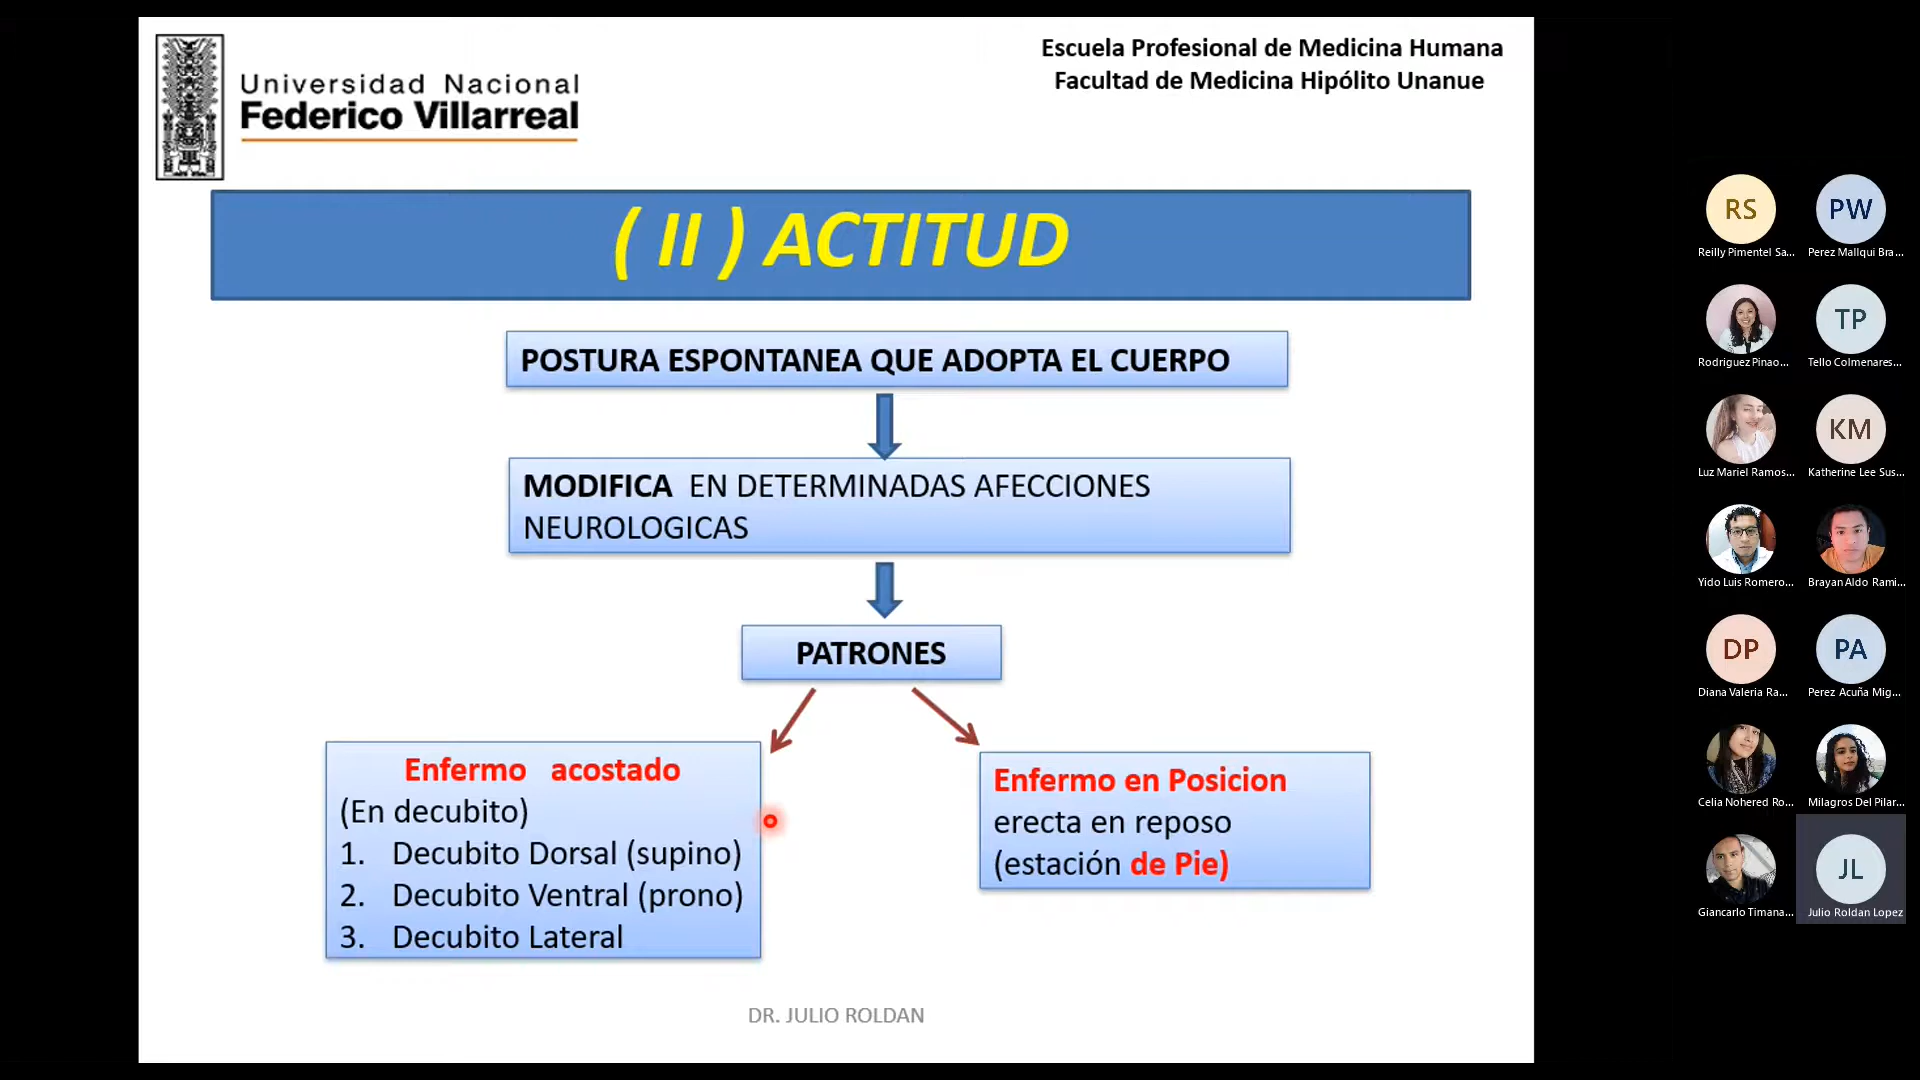 Universidad Nacional
Federico Villarreal
Escuela Profesional de Medicina Humana
Facultad de Medicina Hipólito Unanue
( II ) ACTITUD
POSTURA ESPONTANEA QUE ADOPTA EL CUERPO
MODIFICA EN DETERMINADAS AFECCIONES
NEUROLOGICAS
PATRONES
Enfermo acostado
(En decubito)
1. Decubito Dorsal (supino)
2. Decubito Ventral (prono)
3. Decubito Lateral
Enfermo en Posicion
erecta en reposo
(estación de Pie)
DR. JULIO ROLDAN
RS
Reilly Pimentel Sa...
PW
Perez Mallqui Bra...
Rodriguez Pinao...
TP
Tello Colmenares...
Luz Mariel Ramos...
KM
Katherine Lee Sus...
Yido Luis Romero...
Brayan Aldo Rami...
DP
Diana Valeria Ra...
PA
Perez Acuña Mig...
Celia Nohered Ro...
Milagros Del Pilar...
Giancarlo Timana...
JL
Julio Roldan Lopez